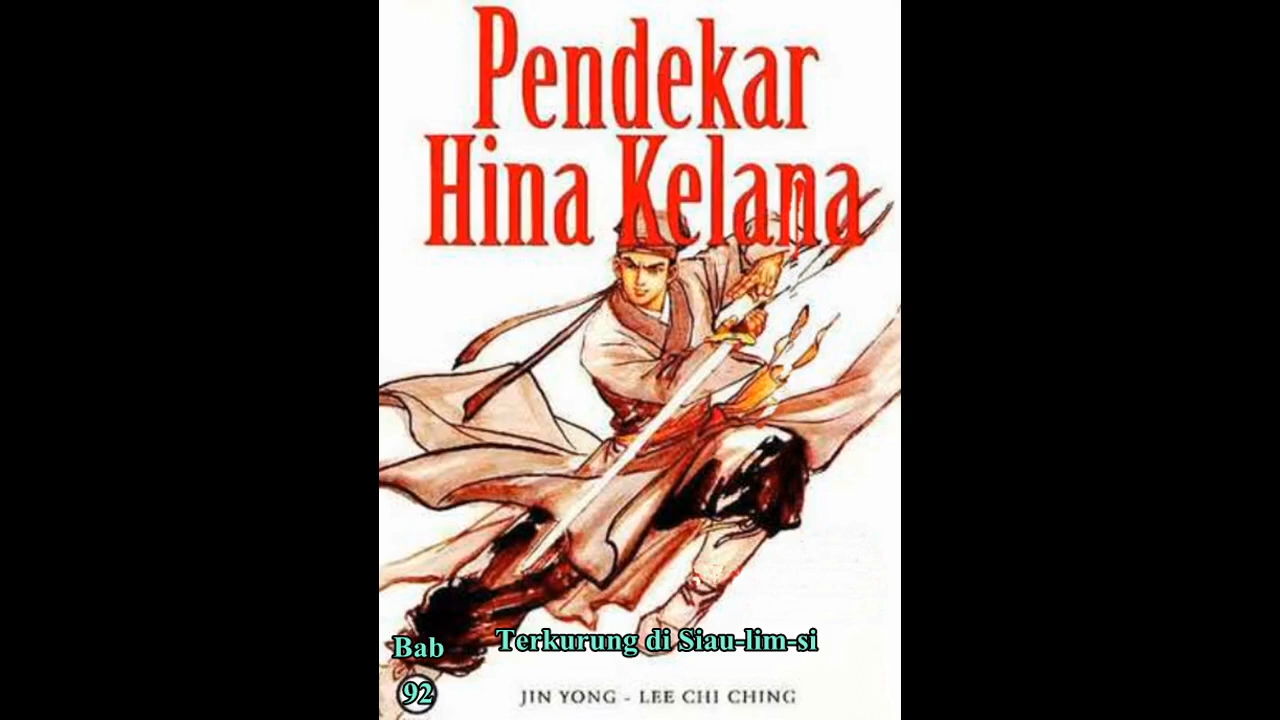 Pendekar
Hina Kelana
Bab
Terkurung di Siau-lim-si
92
JIN YONG - LEE CHI CHING